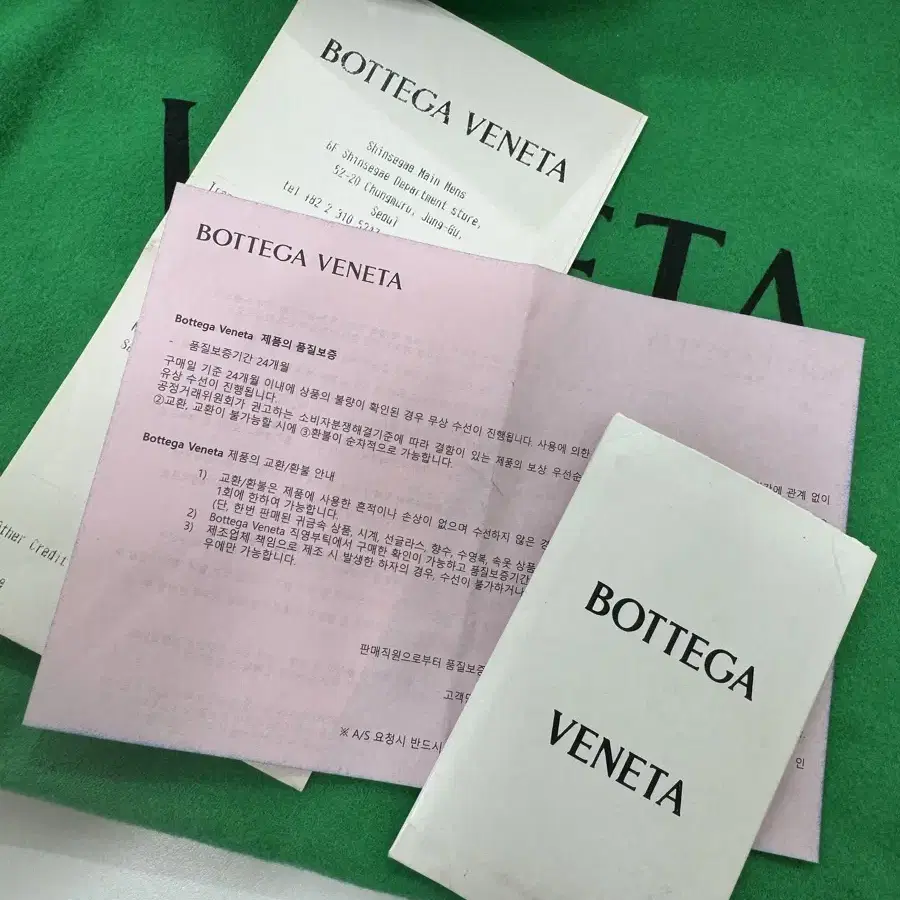 BOTTEGA VENETA
Shinsegae Main Mens
6F Shinsegae Department store,
52-20 Chungmuro, Jung-Gu,
Seoul
tel +82 2 310
BOTTEGA VENETA
Bottega Veneta 제품의 품질보증
- 품질보증기간 24개월
구매일 기준 24개월 이내에 상품의 불량이 확인된 경우 무상 수선이 진행됩니다. 사용에 의한
유상 수선이 진행됩니다.
공정거래위원회가 권고하는 소비자분쟁해결기준에 따라 결함이 있는 제품의 보상 우선순
②교환, 교환이 불가능할 시에 ③환불이 순차적으로 가능합니다.
관계 없이
Bottega Veneta 제품의 교환/환불 안내
1) 교환/환불은 제품에 사용한 흔적이나 손상이 없으며 수선하지 않은 경
1회에 한하여 가능합니다.
(단, 한번 판매된 귀금속 상품, 시계, 선글라스, 향수, 수영복, 속옷 상품
2) Bottega Veneta 직영부틱에서 구매한 확인이 가능하고 품질보증기간
3) 제조업체 책임으로 제조 시 발생한 하자의 경우, 수선이 불가하거나
우에만 가능합니다.
판매직원으로부터 품질보증
고객
※ A/S 요청시 반드시
인
ither Credit
BOTTEGA
VENETA
ETA